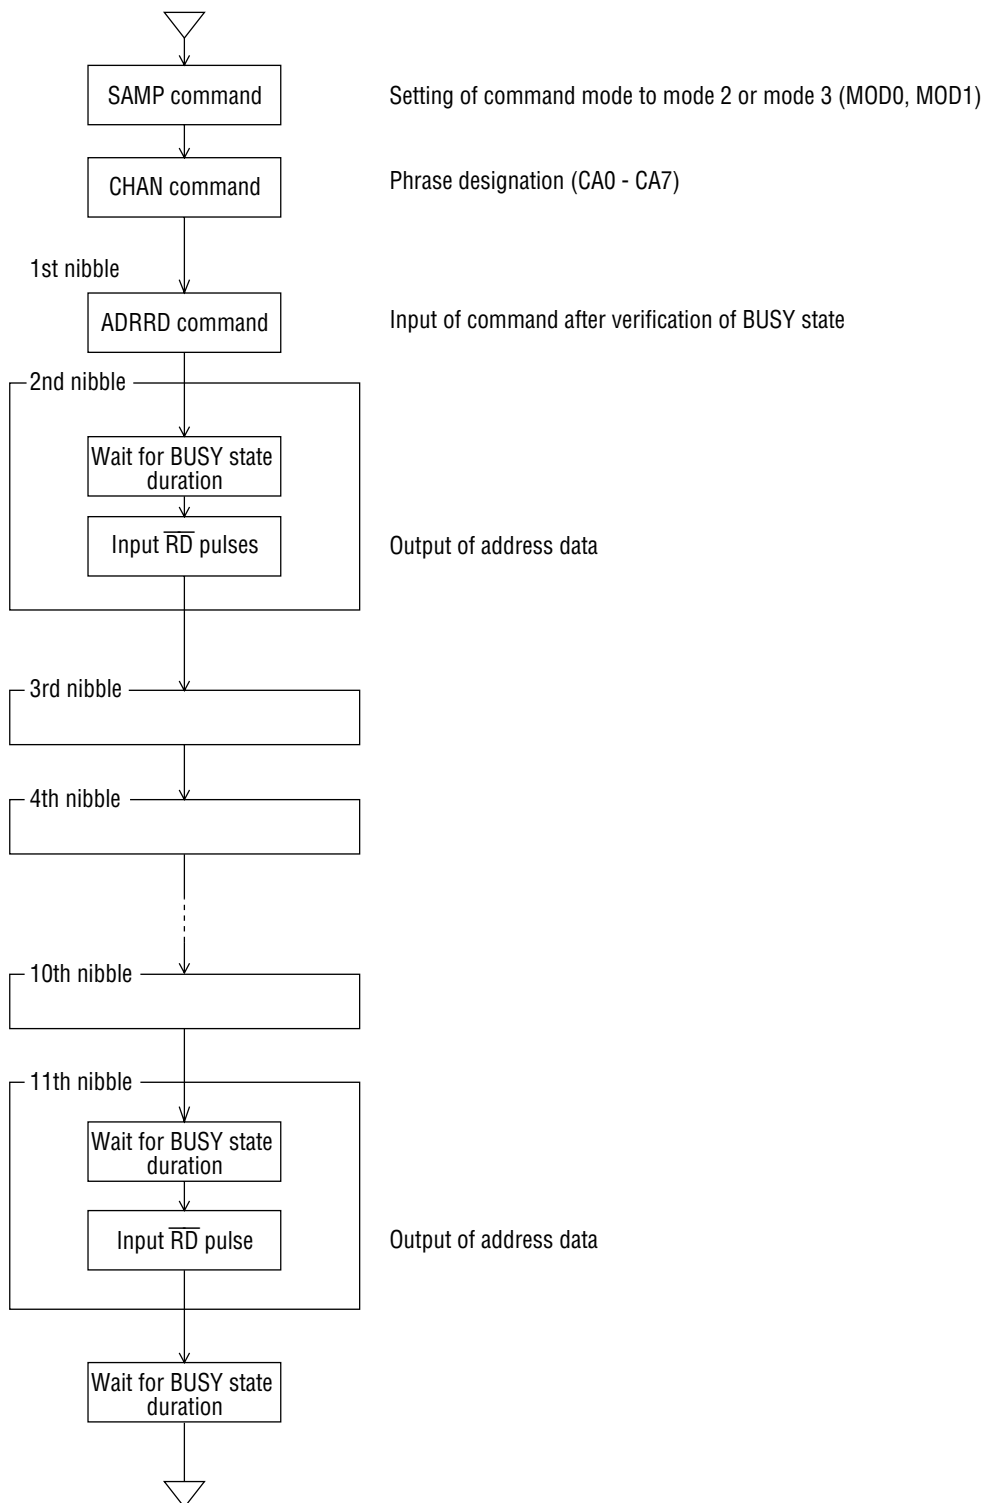 SAMP command
Setting of command mode to mode 2 or mode 3 (MOD0, MOD1)
CHAN command
Phrase designation (CA0 - CA7)
1st nibble
ADRRD command
Input of command after verification of BUSY state
2nd nibble
Wait for BUSY state
duration
Input R̅D̅ pulses
Output of address data
3rd nibble
4th nibble
10th nibble
11th nibble
Wait for BUSY state
duration
Input R̅D̅ pulse
Output of address data
Wait for BUSY state
duration